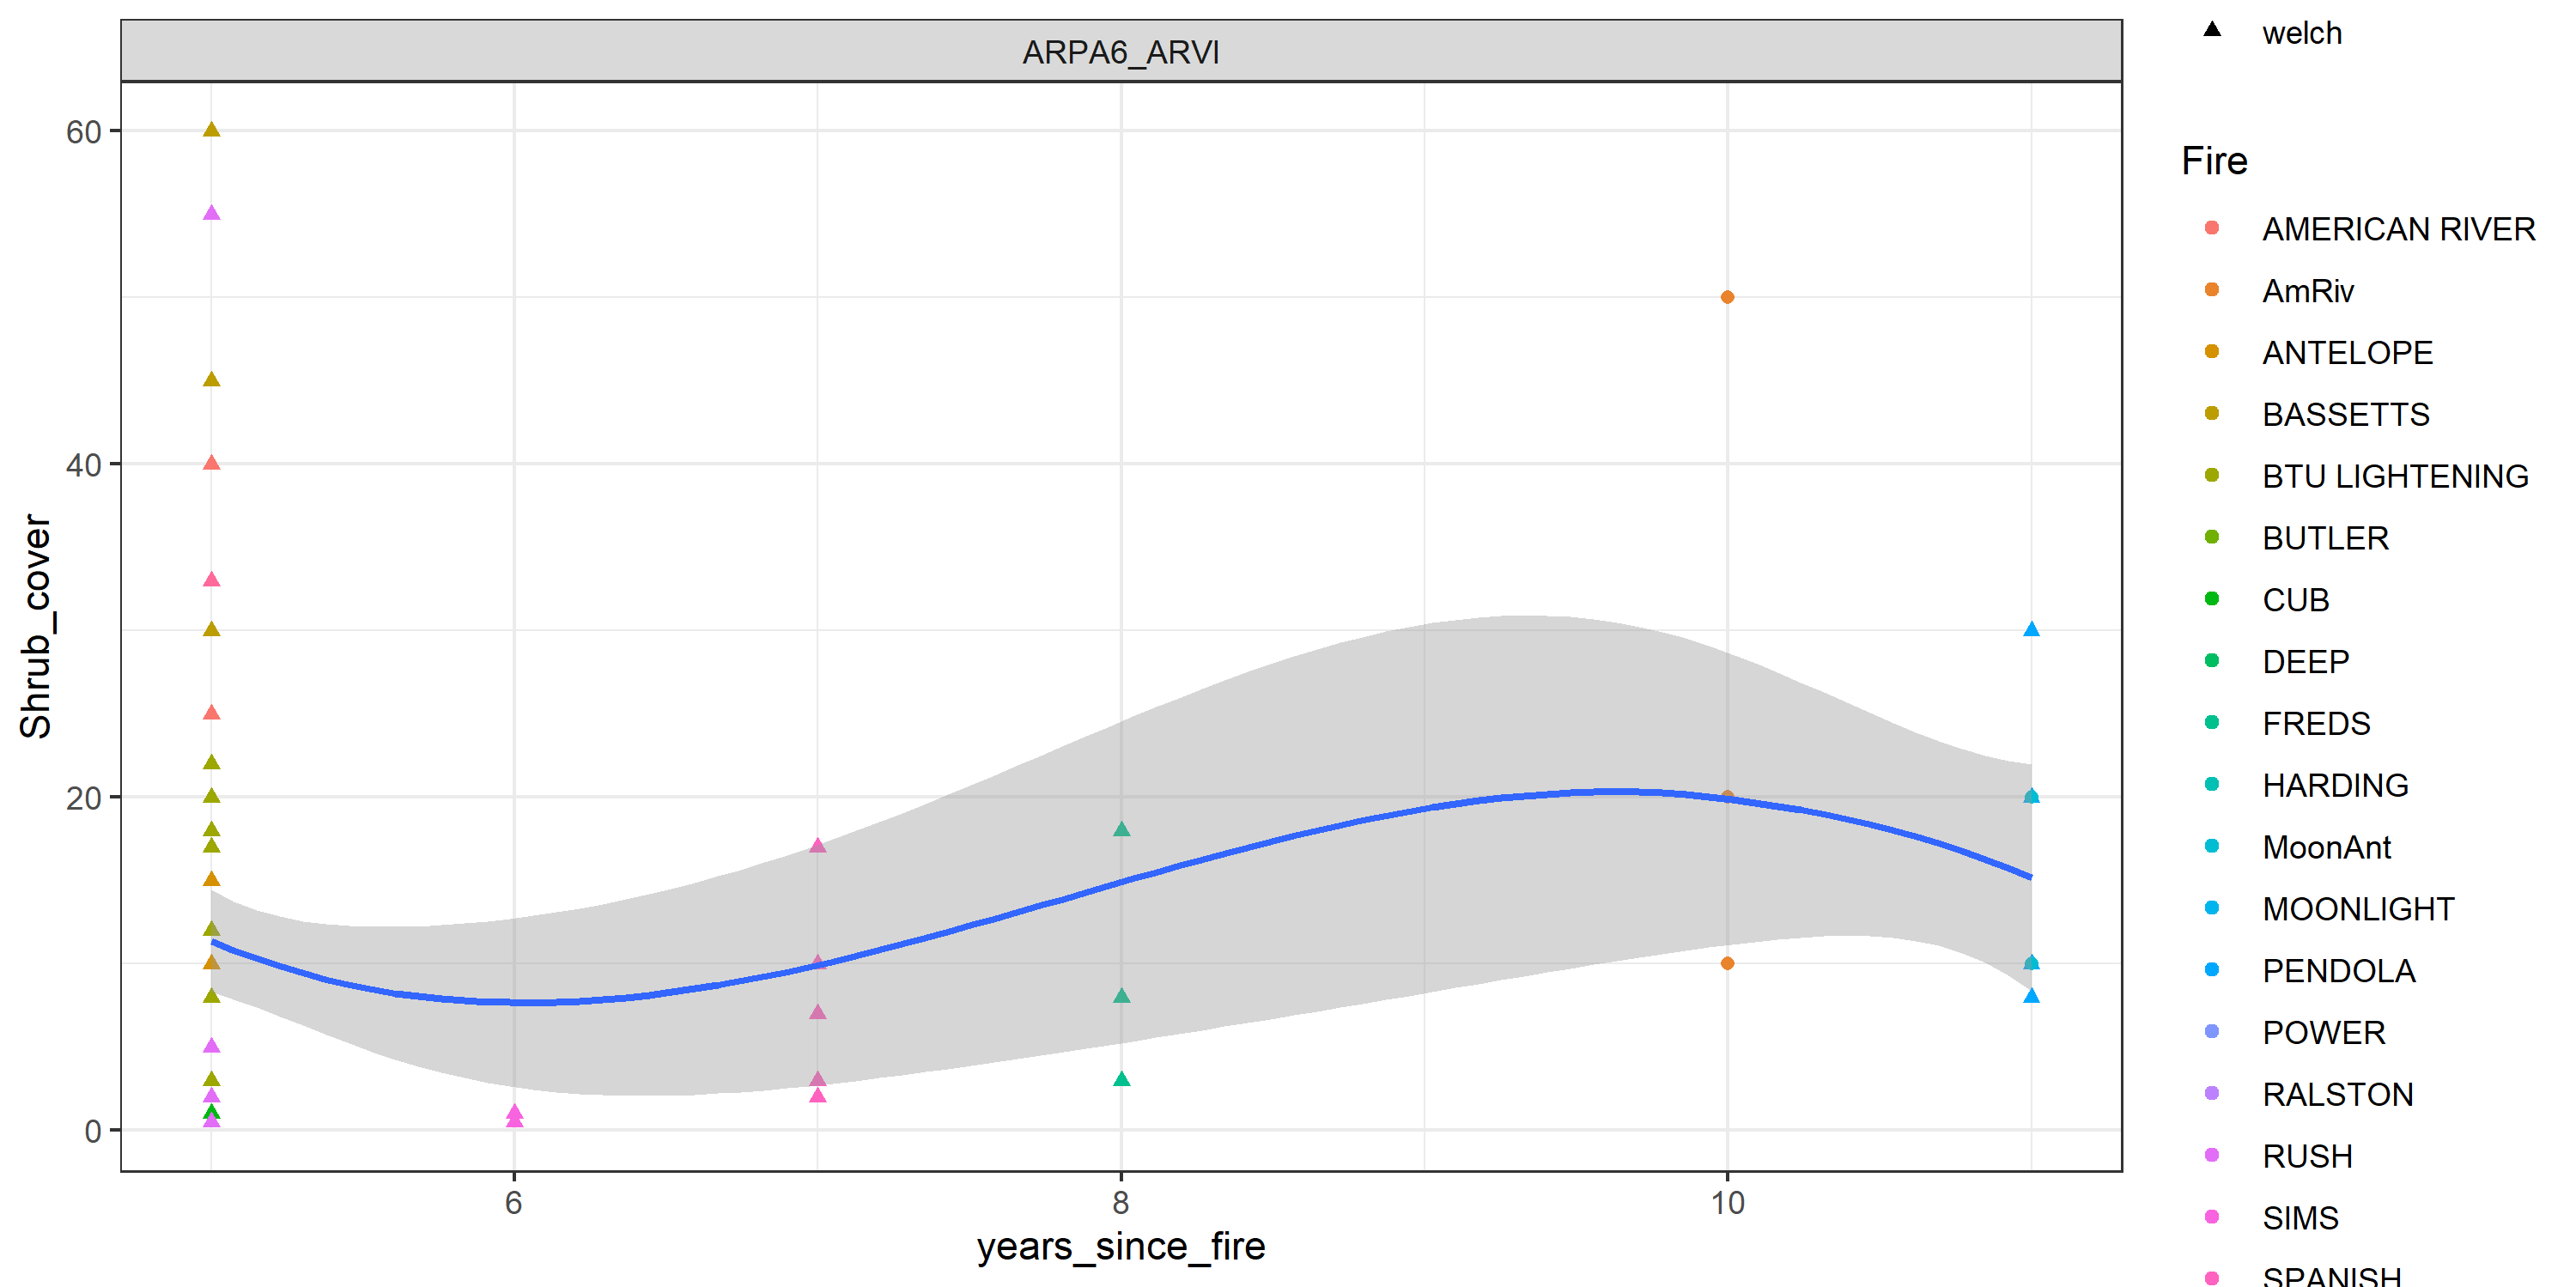 ARPA6_ARVI
60
40
20
0
Shrub_cover
6
8
10
years_since_fire
welch
Fire
AMERICAN RIVER
AmRiv
ANTELOPE
BASSETTS
BTU LIGHTENING
BUTLER
CUB
DEEP
FREDS
HARDING
MoonAnt
MOONLIGHT
PENDOLA
POWER
RALSTON
RUSH
SIMS
SPANISH